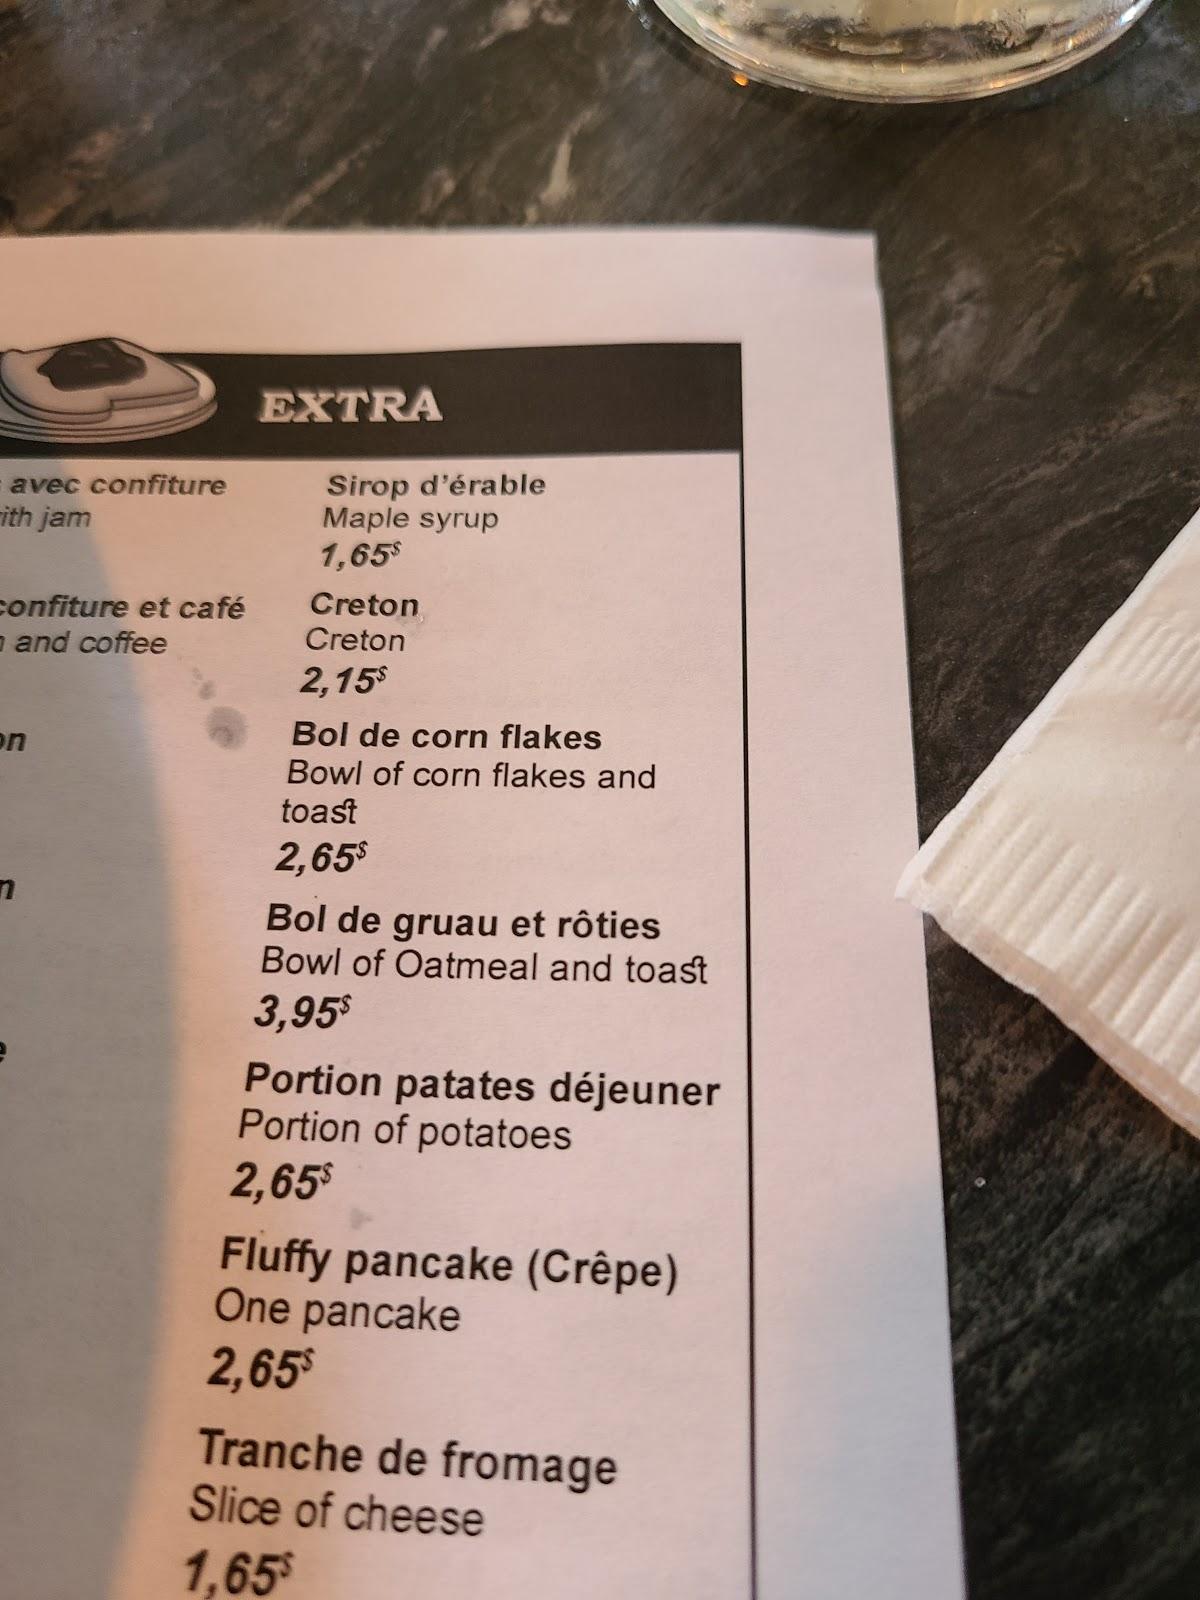 EXTRA
avec confiture
with jam
confiture et café
and coffee
Sirop d'érable
Maple syrup
1,65$
Creton
Creton
2,15$
Bol de corn flakes
Bowl of corn flakes and
toast
2,65$
Bol de gruau et rôties
Bowl of Oatmeal and toast
3,95$
Portion patates déjeuner
Portion of potatoes
2,65$
Fluffy pancake (Crêpe)
One pancake
2,65$
Tranche de fromage
Slice of cheese
1,65$